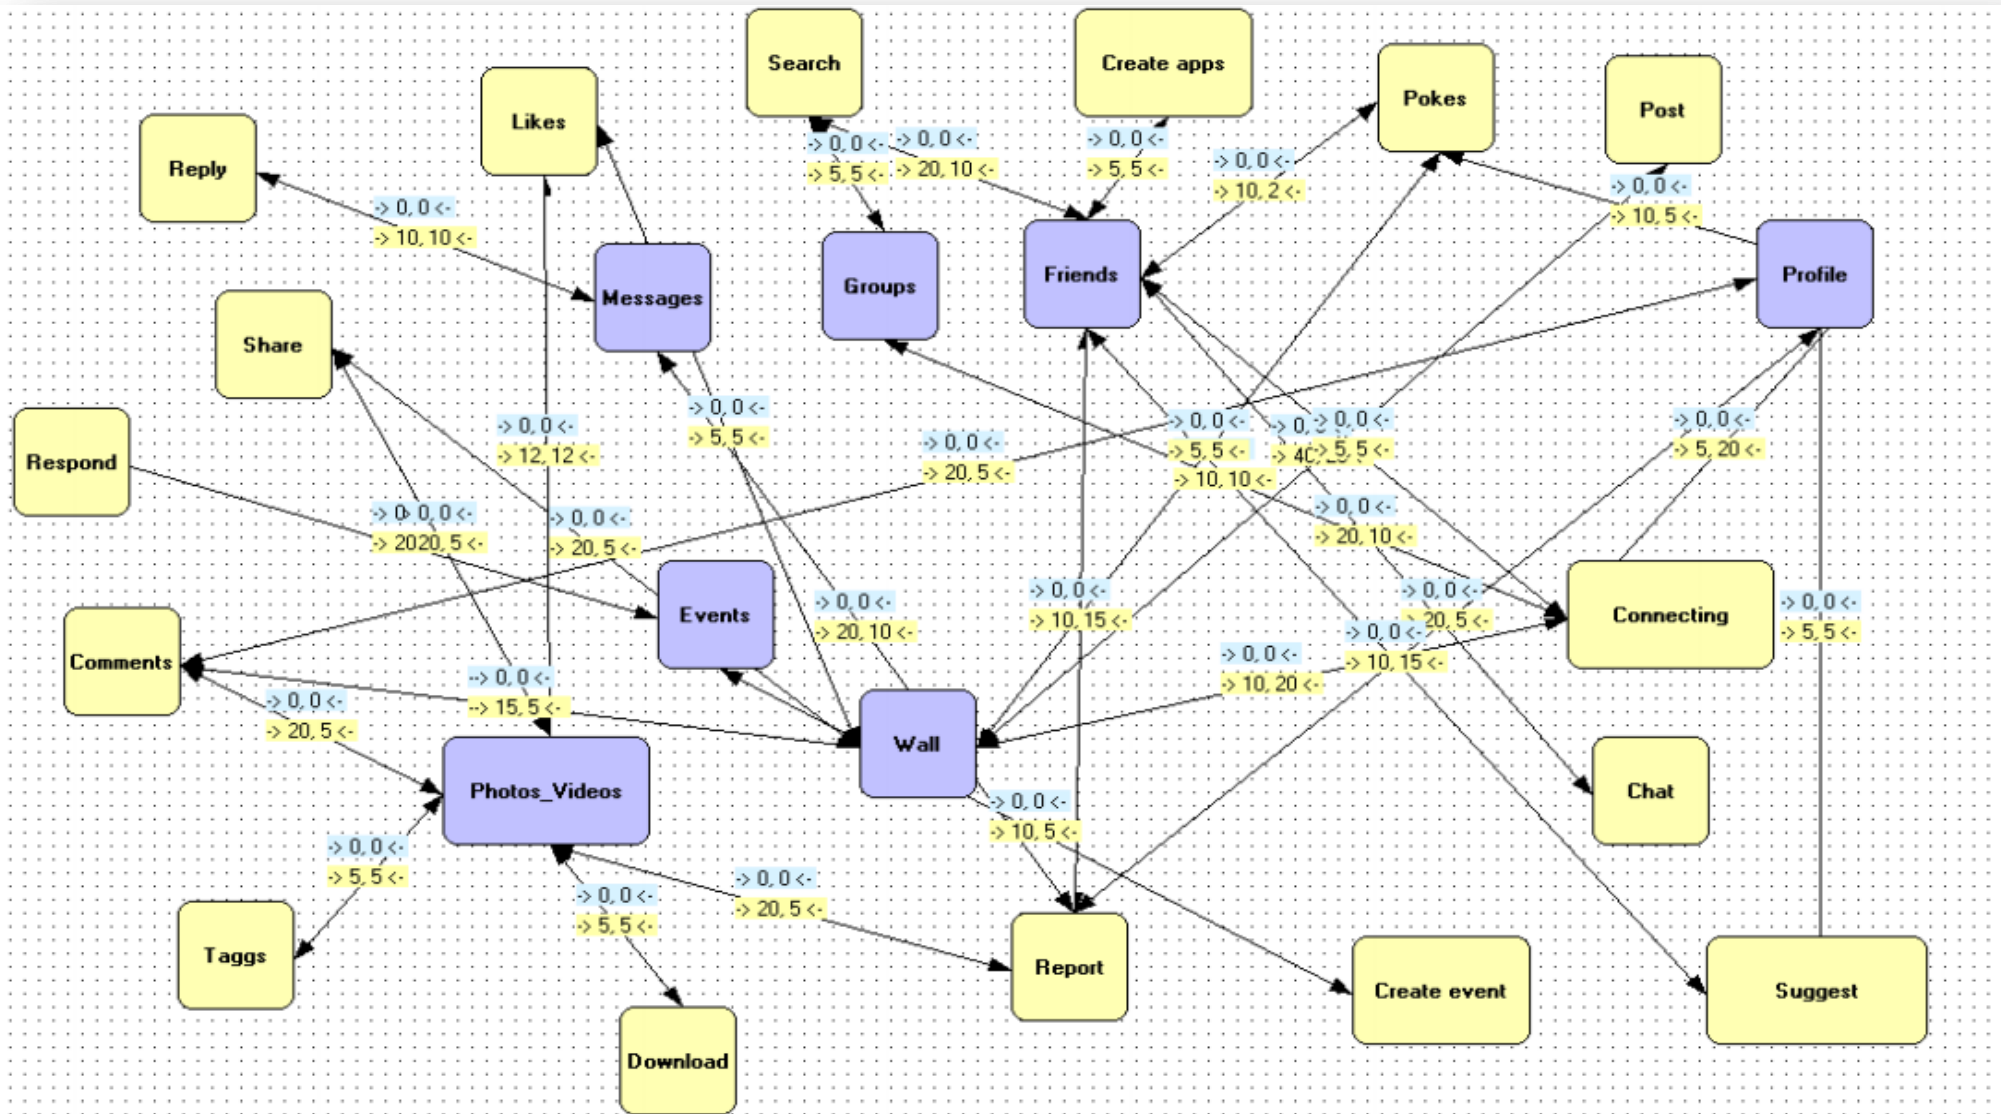 Search
Create apps
Pokes
Post
Likes
Reply
-> 0, 0 <-
-> 5, 5 <-
-> 0, 0 <-
-> 20, 10 <-
-> 0, 0 <-
-> 5, 5 <-
-> 0, 0 <-
-> 10, 2 <-
-> 0, 0 <-
-> 10, 5 <-
-> 0, 0 <-
-> 10, 10 <-
Messages
Groups
Friends
Profile
Share
-> 0, 0 <-
-> 5, 5 <-
-> 0, 0 <-
-> 12, 12 <-
-> 0, 0 <-
-> 20, 5 <-
-> 0, 0 <-
-> 5, 5 <-
-> 10, 10 <-
-> 0, 0 <-
-> 5, 5 <-
-> 0, 0 <-
-> 5, 20 <-
Respond
0, 0 <-
20, 5 <-
-> 0, 0 <-
-> 20, 5 <-
-> 0, 0 <-
-> 20, 10 <-
Events
-> 0, 0 <-
-> 20, 10 <-
-> 0, 0 <-
-> 10, 15 <-
-> 0, 0 <-
20, 5 <-
-> 0, 0 <-
-> 10, 15 <-
Connecting
-> 0, 0 <-
-> 5, 5 <-
Comments
-> 0, 0 <-
-> 20, 5 <-
--> 0, 0 <-
--> 15, 5 <-
-> 0, 0 <-
-> 10, 20 <-
Wall
Photos_Videos
-> 0, 0 <-
-> 10, 5 <-
Chat
-> 0, 0 <-
-> 5, 5 <-
-> 0, 0 <-
-> 5, 5 <-
-> 0, 0 <-
-> 20, 5 <-
Taggs
Report
Create event
Suggest
Download